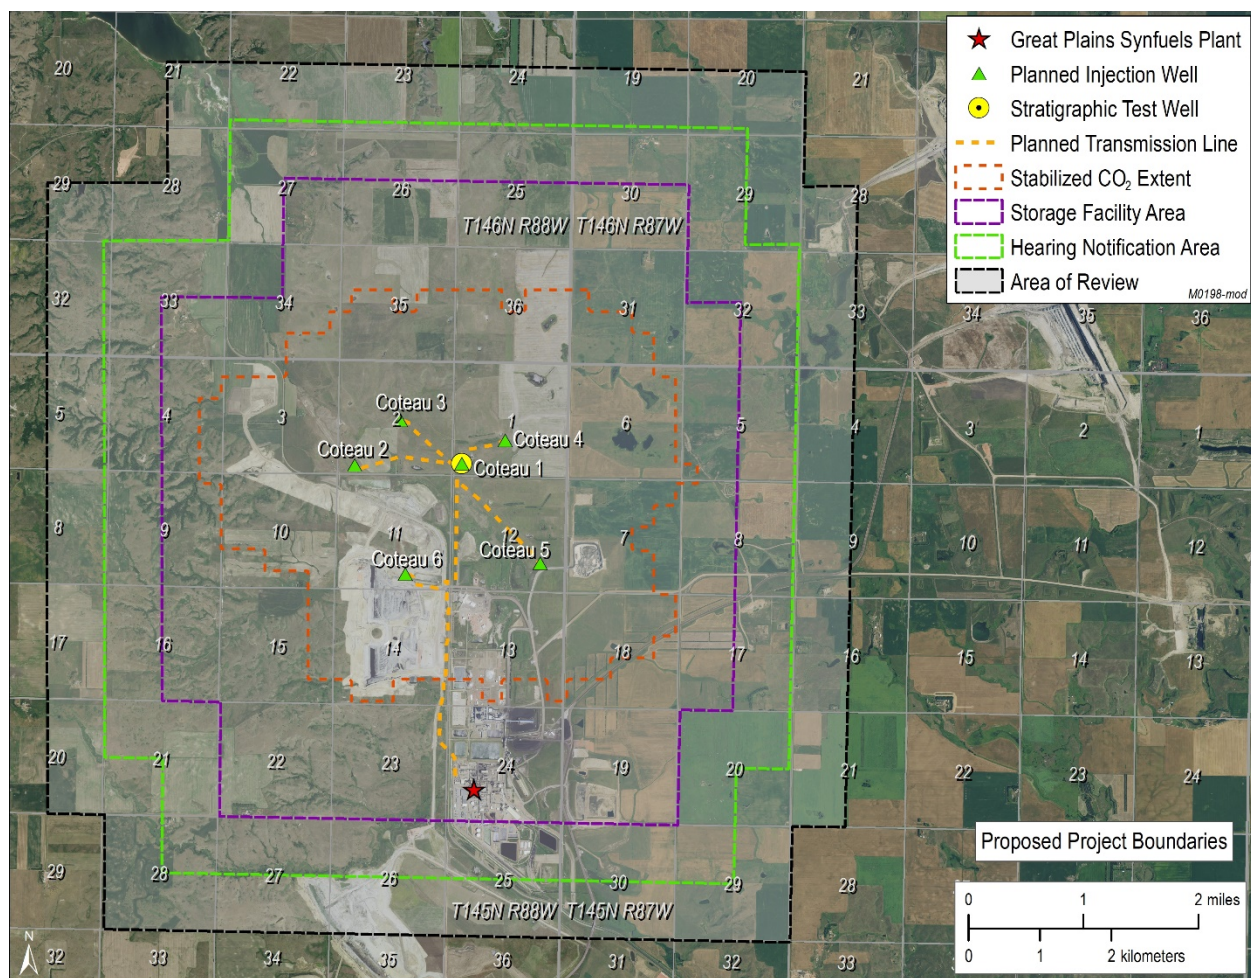 Great Plains Synfuels Plant
Planned Injection Well
Stratigraphic Test Well
Planned Transmission Line
Stabilized CO₂ Extent
Storage Facility Area
Hearing Notification Area
Area of Review
M0198-mod
20 21 22 23 24 19 20 21
29 28 27 26 25 30 29 28
T146N R88W T146N R87W
32 33 34 35 36 31 32 33 34 35 36
5 4 3 2 1 6 5 4 3 2 1
Coteau 3
Coteau 4
Coteau 2
Coteau 1
8 9 10 11 12 7 8 9 10 11 12
Coteau 5
Coteau 6
17 16 15 14 13 18 17 16 15 14 13
20 21 22 23 24 19 20 21 22 23 24
29 28 27 26 25 30 29 28
Proposed Project Boundaries
T145N R88W T145N R87W
0 1 2 miles
0 1 2 kilometers
N
32 33 34 35 36 31 32 33